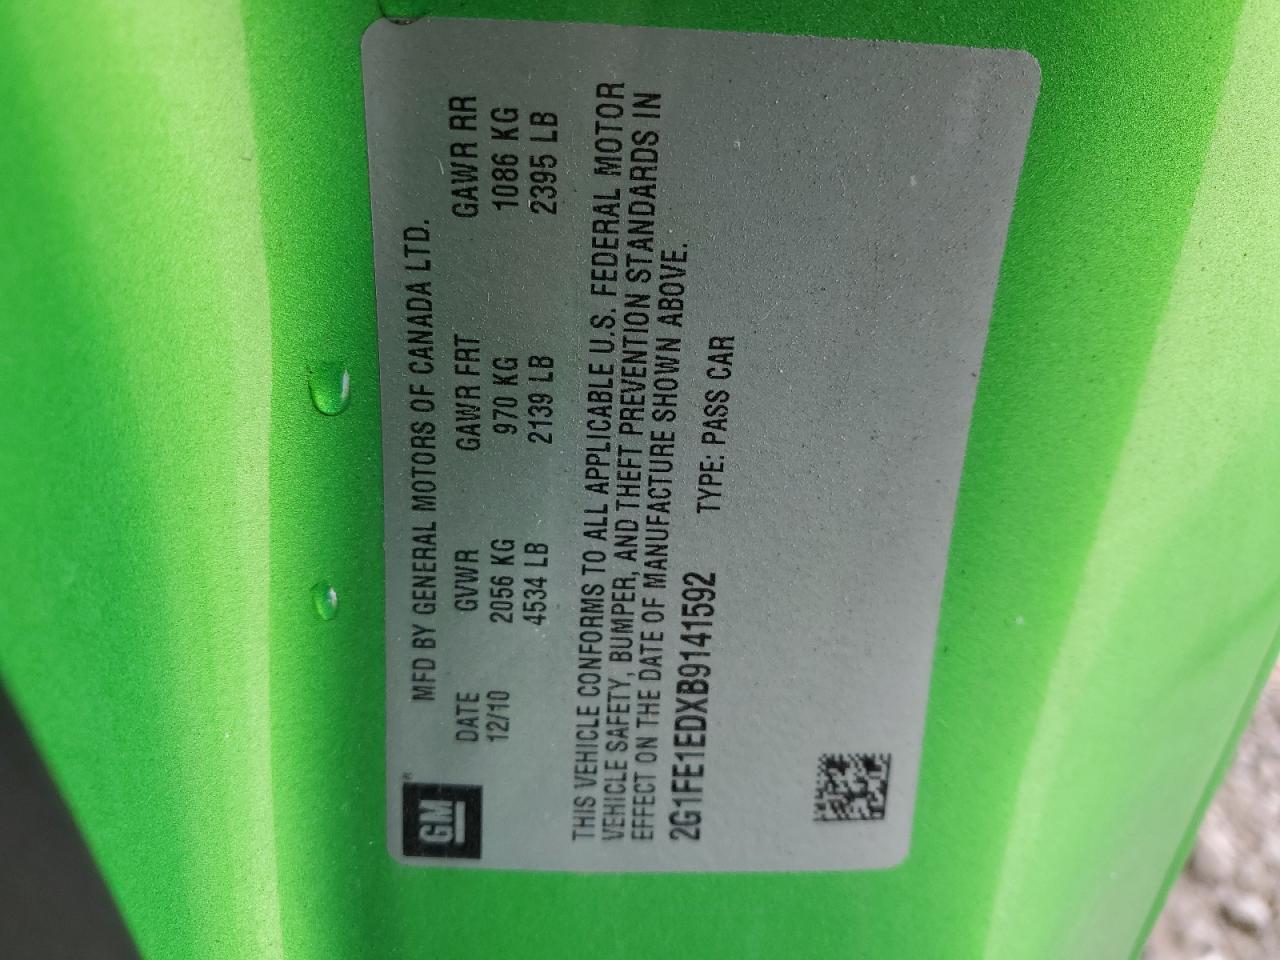 GM®
MFD BY GENERAL MOTORS OF CANADA LTD.
DATE GVWR GAWR FRT GAWR RR
12/10 2056 KG 970 KG 1086 KG
4534 LB 2139 LB 2395 LB
THIS VEHICLE CONFORMS TO ALL APPLICABLE U.S. FEDERAL MOTOR
VEHICLE SAFETY, BUMPER, AND THEFT PREVENTION STANDARDS IN
EFFECT ON THE DATE OF MANUFACTURE SHOWN ABOVE.
2G1FE1EDXB9141592 TYPE: PASS CAR